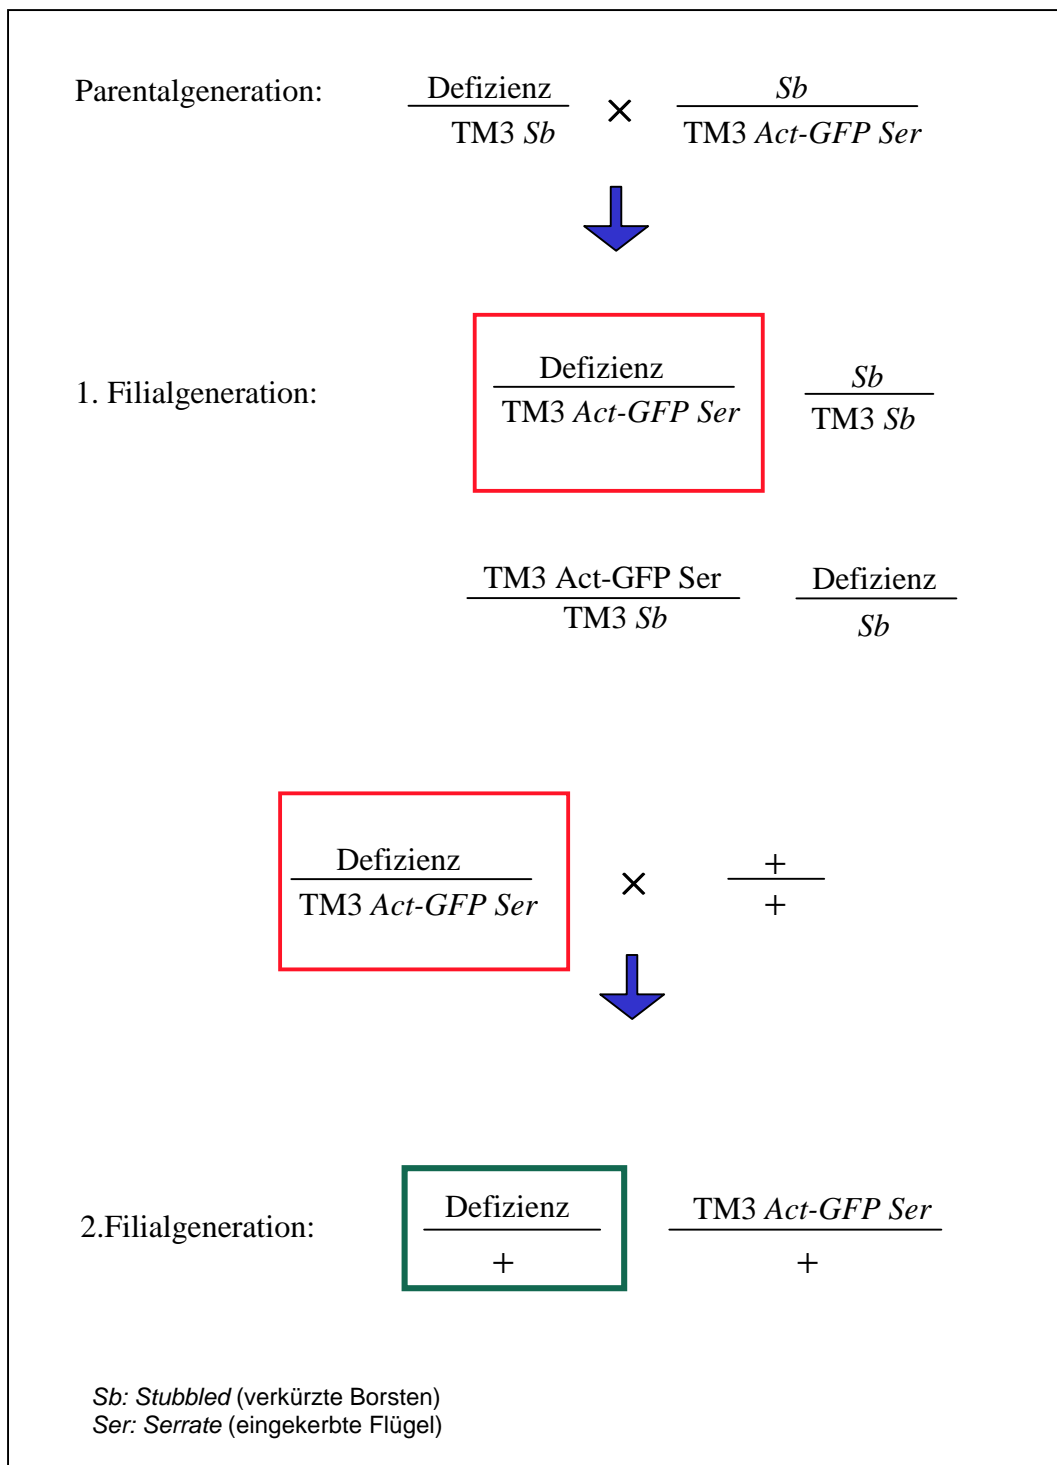 Parentalgeneration:
Defizienz
TM3 Sb
×
Sb
TM3 Act-GFP Ser
1. Filialgeneration:
Defizienz
TM3 Act-GFP Ser
Sb
TM3 Sb
TM3 Act-GFP Ser
TM3 Sb
Defizienz
Sb
Defizienz
TM3 Act-GFP Ser
×
+
+
2.Filialgeneration:
Defizienz
+
TM3 Act-GFP Ser
+
Sb: Stubbled (verkürzte Borsten)
Ser: Serrate (eingekerbte Flügel)